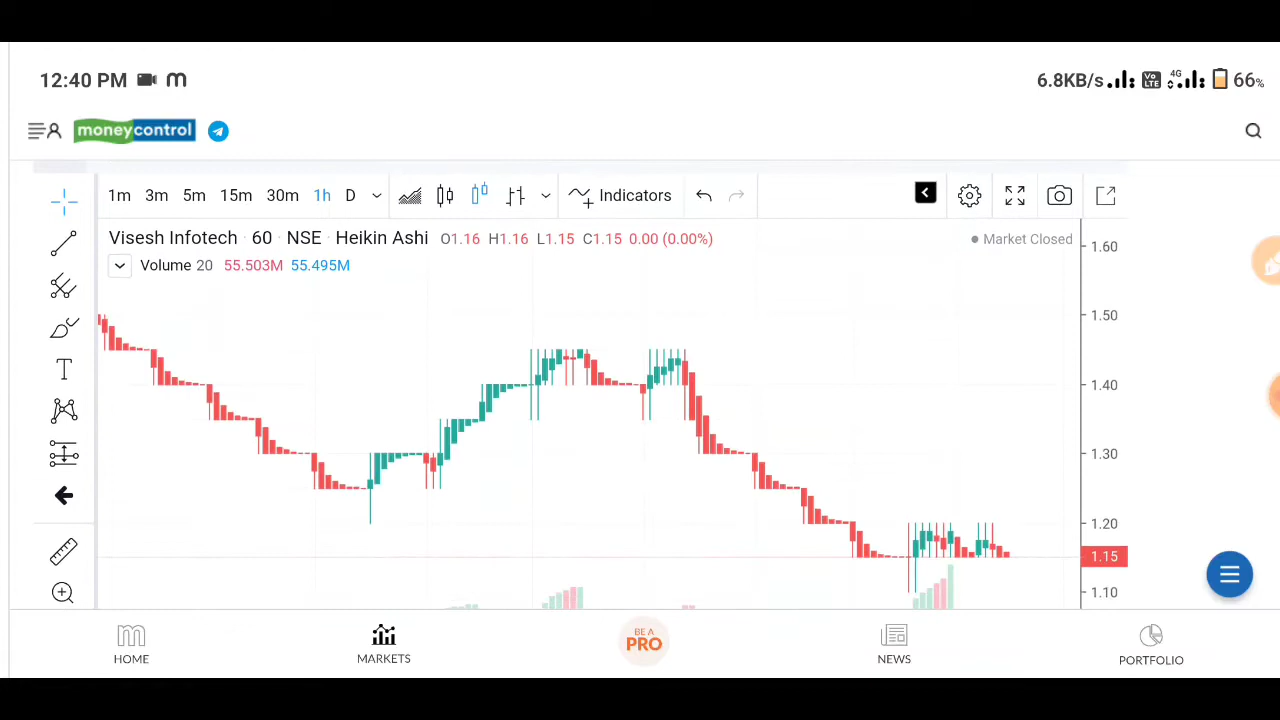 12:40 PM m 6.8KB/s Vo LTE 4G 66%
moneycontrol
1m 3m 5m 15m 30m 1h D Indicators
Visesh Infotech · 60 · NSE · Heikin Ashi O1.16 H1.16 L1.15 C1.15 0.00 (0.00%) Market Closed
Volume 20 55.503M 55.495M
1.60
1.50
1.40
1.30
1.20
1.15
1.10
BE A
PRO
HOME MARKETS NEWS PORTFOLIO